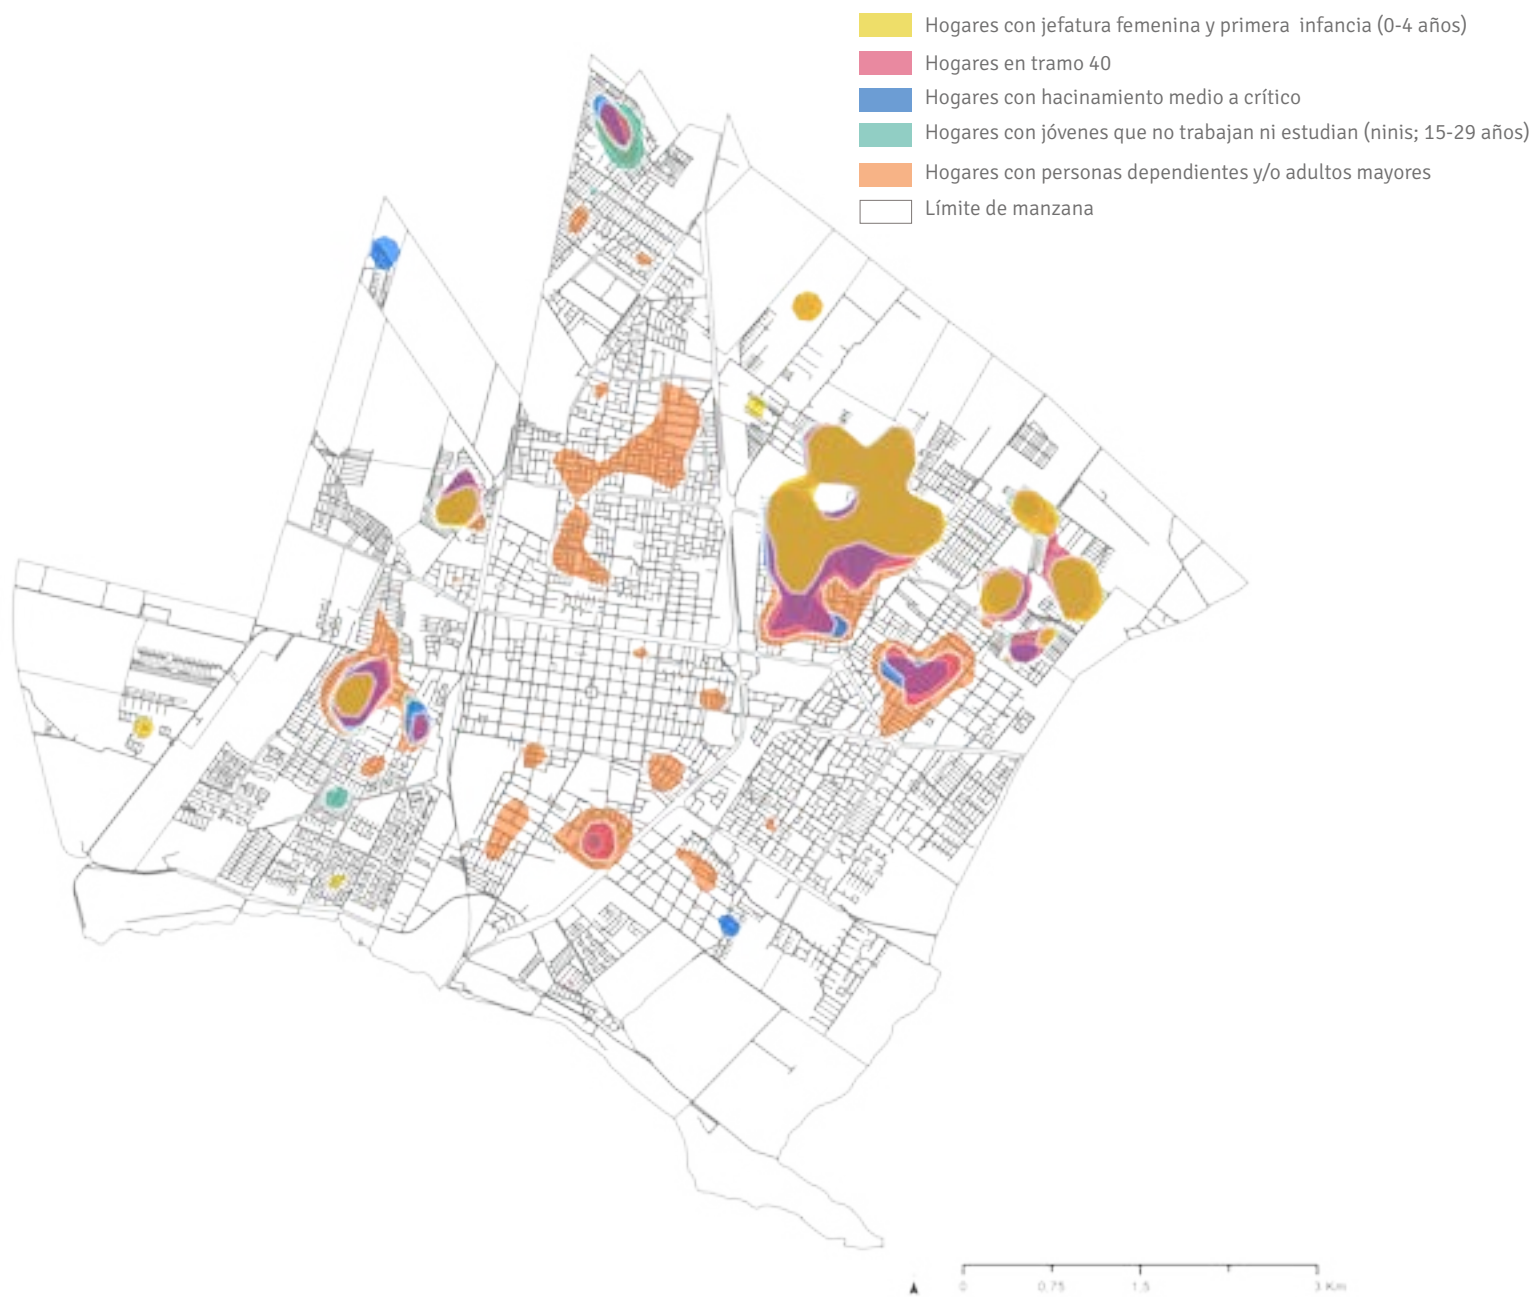 Hogares con jefatura femenina y primera infancia (0-4 años)
Hogares en tramo 40
Hogares con hacinamiento medio a crítico
Hogares con jóvenes que no trabajan ni estudian (ninis; 15-29 años)
Hogares con personas dependientes y/o adultos mayores
Límite de manzana
0 0,75 1,5 3 Km